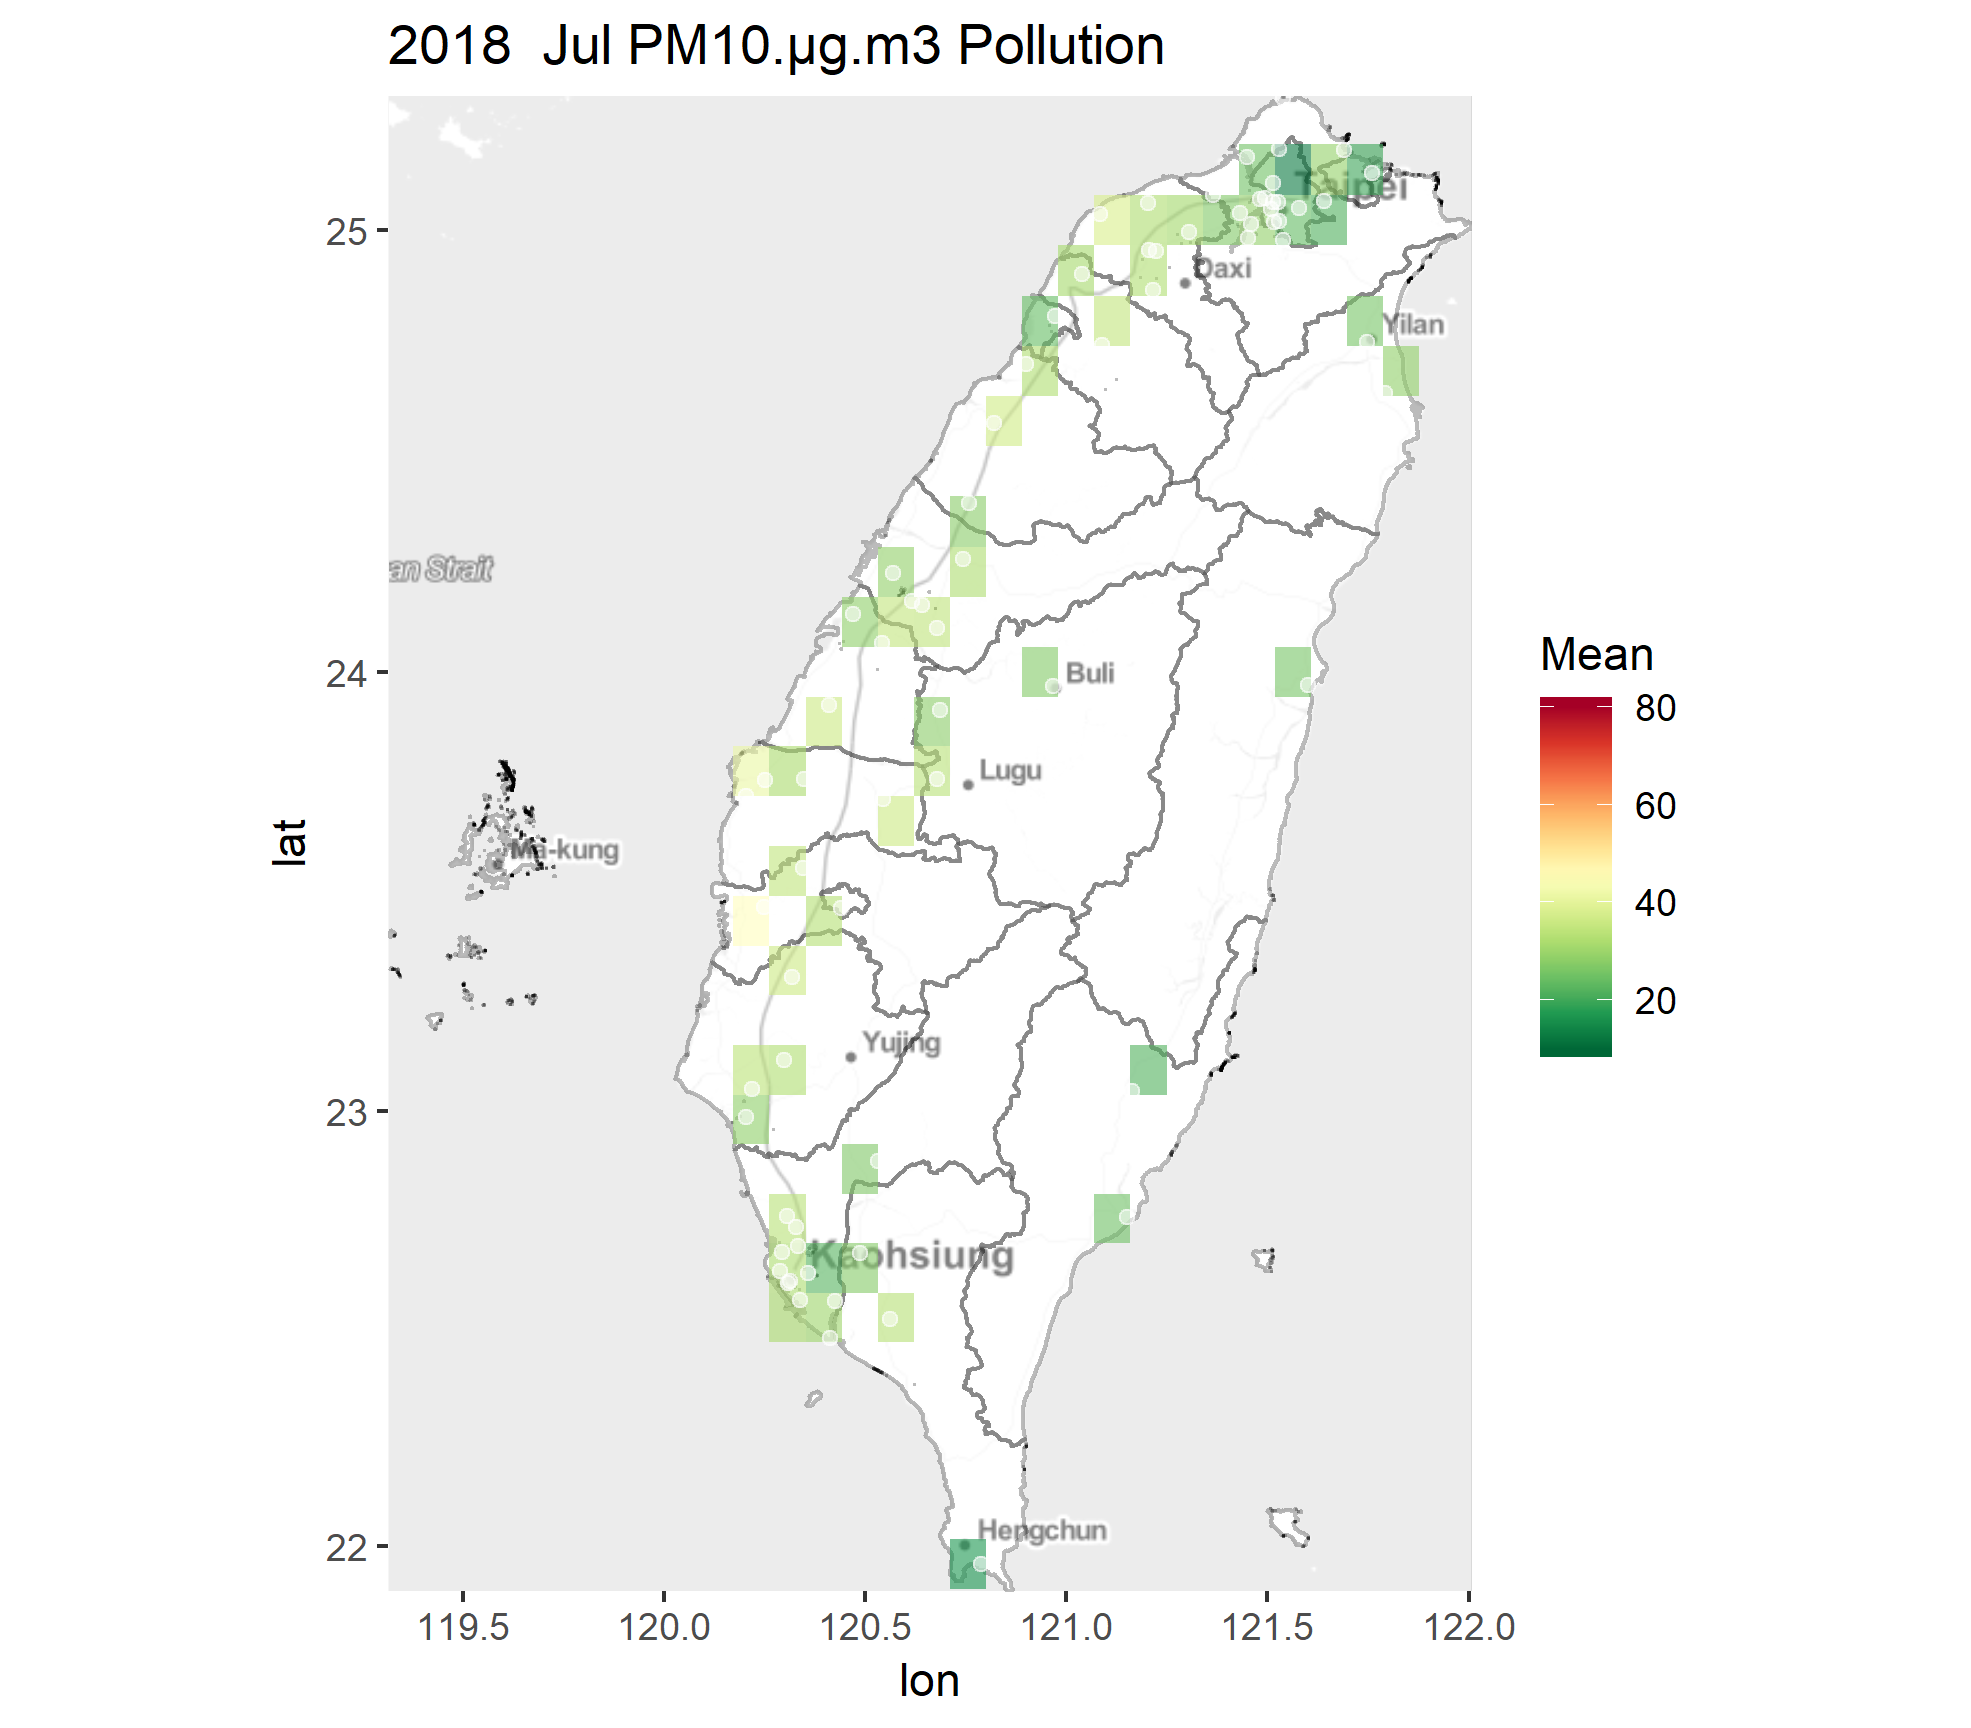 2018  Jul PM10.µg.m3 Pollution
25
24
23
22
lat
119.5
120.0
120.5
121.0
121.5
122.0
lon
Taipei
Daxi
Yilan
an Strait
Buli
Lugu
Ma-kung
Yujing
Kaohsiung
Hengchun
Mean
80
60
40
20